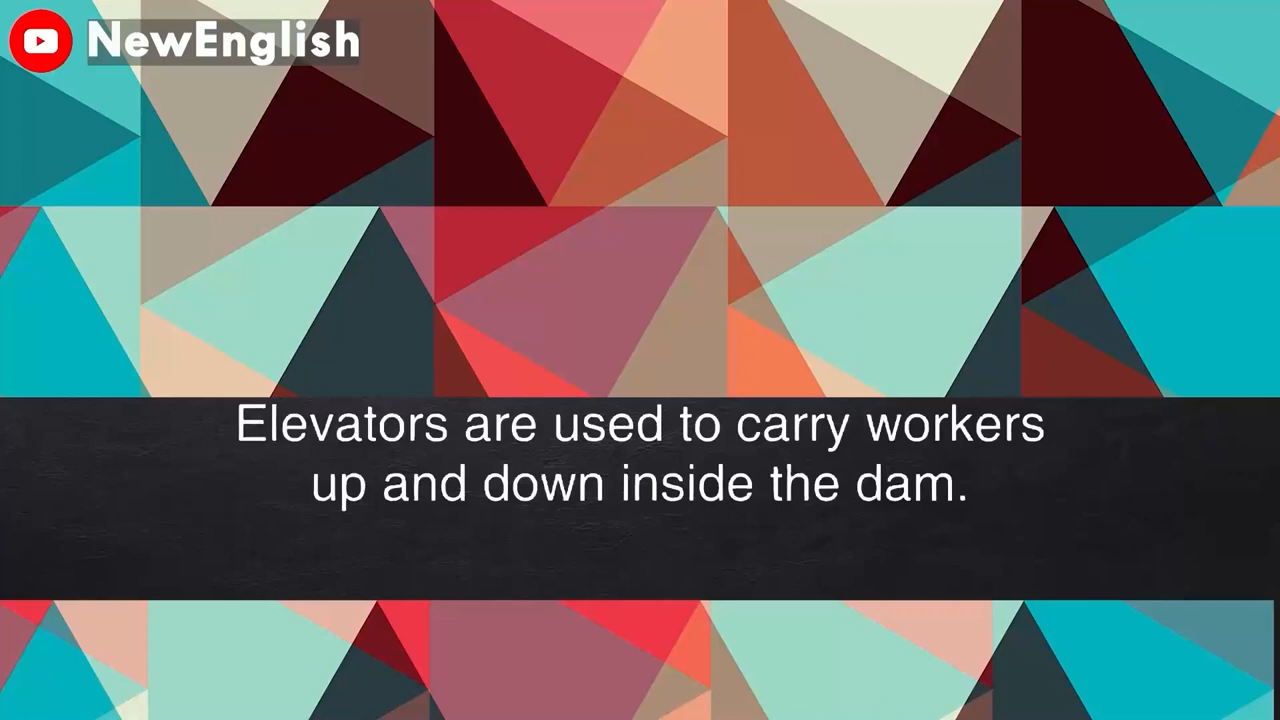 NewEnglish
Elevators are used to carry workers
up and down inside the dam.